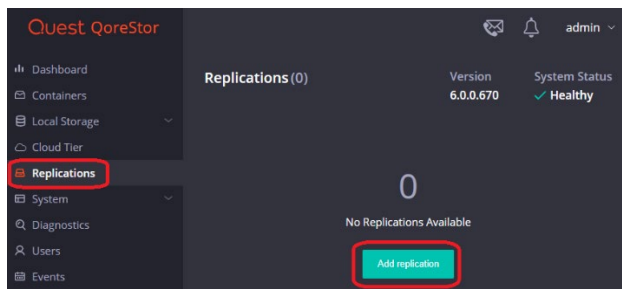 Quest QoreStor
admin
Dashboard
Containers
Local Storage
Cloud Tier
Replications
System
Diagnostics
Users
Events
Replications (0)
Version
6.0.0.670
System Status
Healthy
0
No Replications Available
Add replication